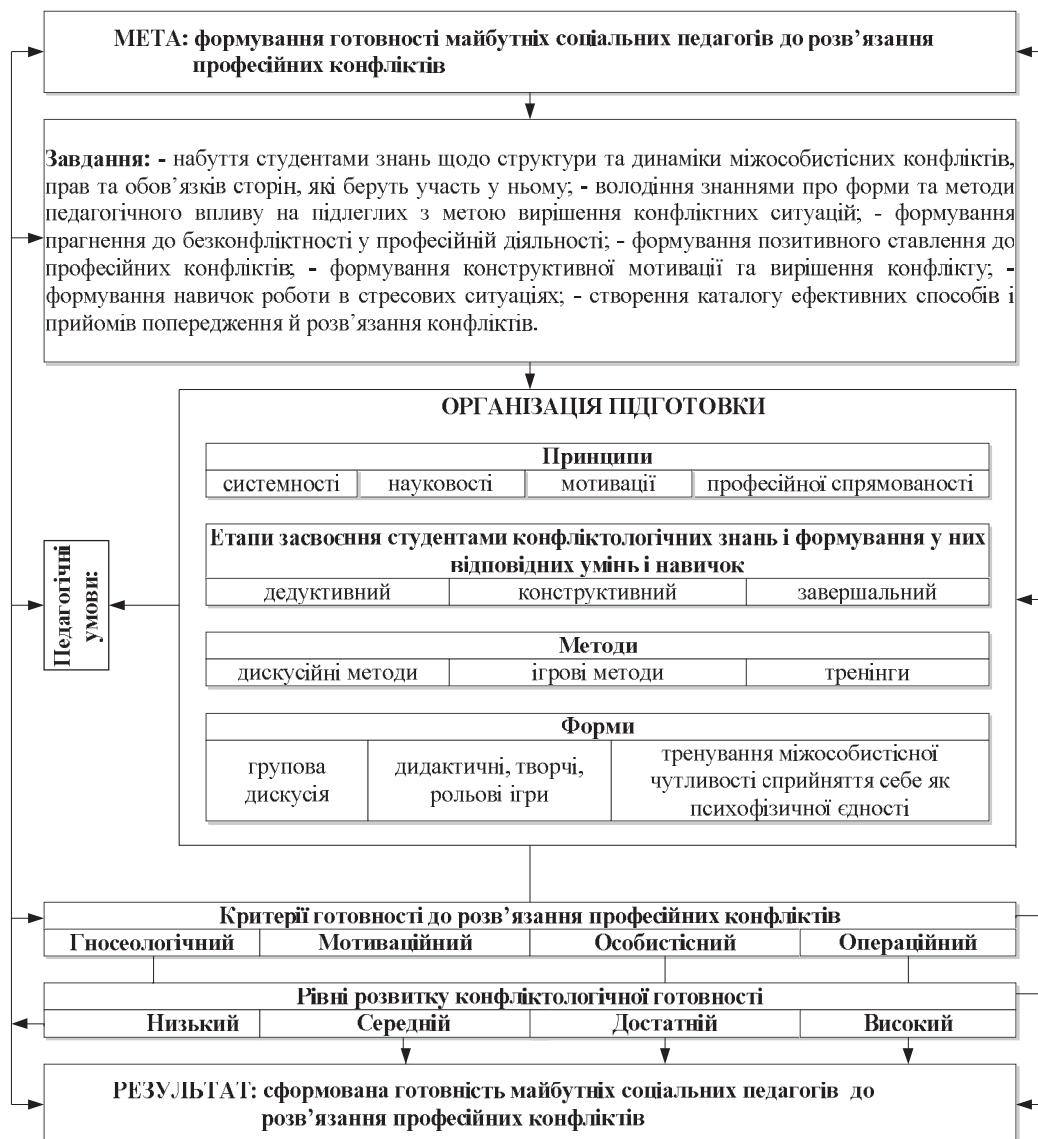 МЕТА: формування готовності майбутніх соціальних педагогів до розв’язання
професійних конфліктів
Завдання: - набуття студентами знань щодо структури та динаміки міжособистісних конфліктів,
прав та обов’язків сторін, які беруть участь у ньому; - володіння знаннями про форми та методи
педагогічного впливу на підлеглих з метою вирішення конфліктних ситуацій; - формування
прагнення до безконфліктності у професійній діяльності; - формування позитивного ставлення до
професійних конфліктів; - формування конструктивної мотивації та вирішення конфлікту; -
формування навичок роботи в стресових ситуаціях; - створення каталогу ефективних способів і
прийомів попередження й розв’язання конфліктів.
ОРГАНІЗАЦІЯ ПІДГОТОВКИ
Принципи
системності науковості мотивації професійної спрямованості
Етапи засвоєння студентами конфліктологічних знань і формування у них
відповідних умінь і навичок
дедуктивний конструктивний завершальний
Педагогічні
умови:
Методи
дискусійні методи ігрові методи тренінги
Форми
групова
дискусія
дидактичні, творчі,
рольові ігри
тренування міжособистісної
чутливості сприйняття себе як
психофізичної єдності
Критерії готовності до розв’язання професійних конфліктів
Гносеологічний Мотиваційний Особистісний Операційний
Рівні розвитку конфліктологічної готовності
Низький Середній Достатній Високий
РЕЗУЛЬТАТ: сформована готовність майбутніх соціальних педагогів до
розв’язання професійних конфліктів